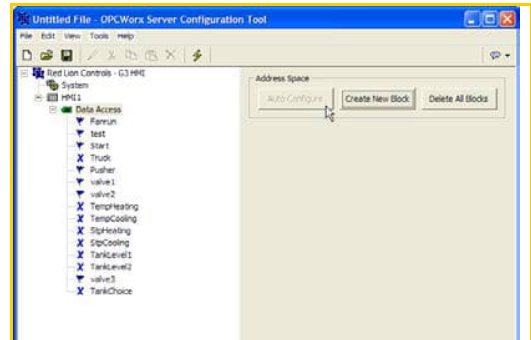 Untitled File - OPCWorx Server Configuration Tool
File Edit View Tools Help
Red Lion Controls - G3 HMI
System
HMI1
Data Access
Fanrun
test
Start
Truck
Pusher
valve1
valve2
TempHeating
TempCooling
StpHeating
StpCooling
TankLevel1
TankLevel2
valve3
TankChoice
Address Space
Auto Configure Create New Block Delete All Blocks